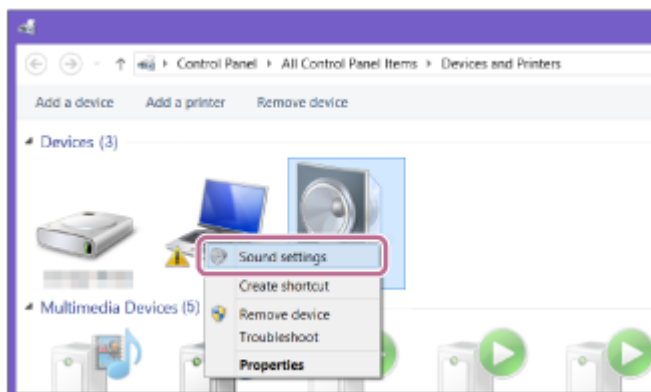 Control Panel ▸ All Control Panel Items ▸ Devices and Printers
Add a device Add a printer Remove device
Devices (3)
Sound settings
Create shortcut
Multimedia Devices (5)
Remove device
Troubleshoot
Properties